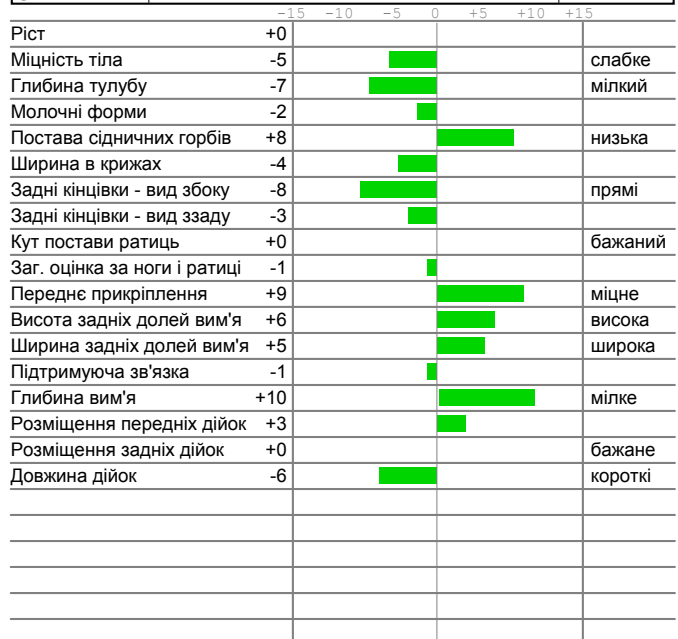 -15 -10 -5 0 +5 +10 +15
Ріст +0
Міцність тіла -5 слабке
Глибина тулубу -7 мілкий
Молочні форми -2
Постава сідничних горбів +8 низька
Ширина в крижах -4
Задні кінцівки - вид збоку -8 прямі
Задні кінцівки - вид ззаду -3
Кут постави ратиць +0 бажаний
Заг. оцінка за ноги і ратиці -1
Переднє прикріплення +9 міцне
Висота задніх долей вим'я +6 висока
Ширина задніх долей вим'я +5 широка
Підтримуюча зв'язка -1
Глибина вим'я +10 мілке
Розміщення передніх дійок +3
Розміщення задніх дійок +0 бажане
Довжина дійок -6 короткі